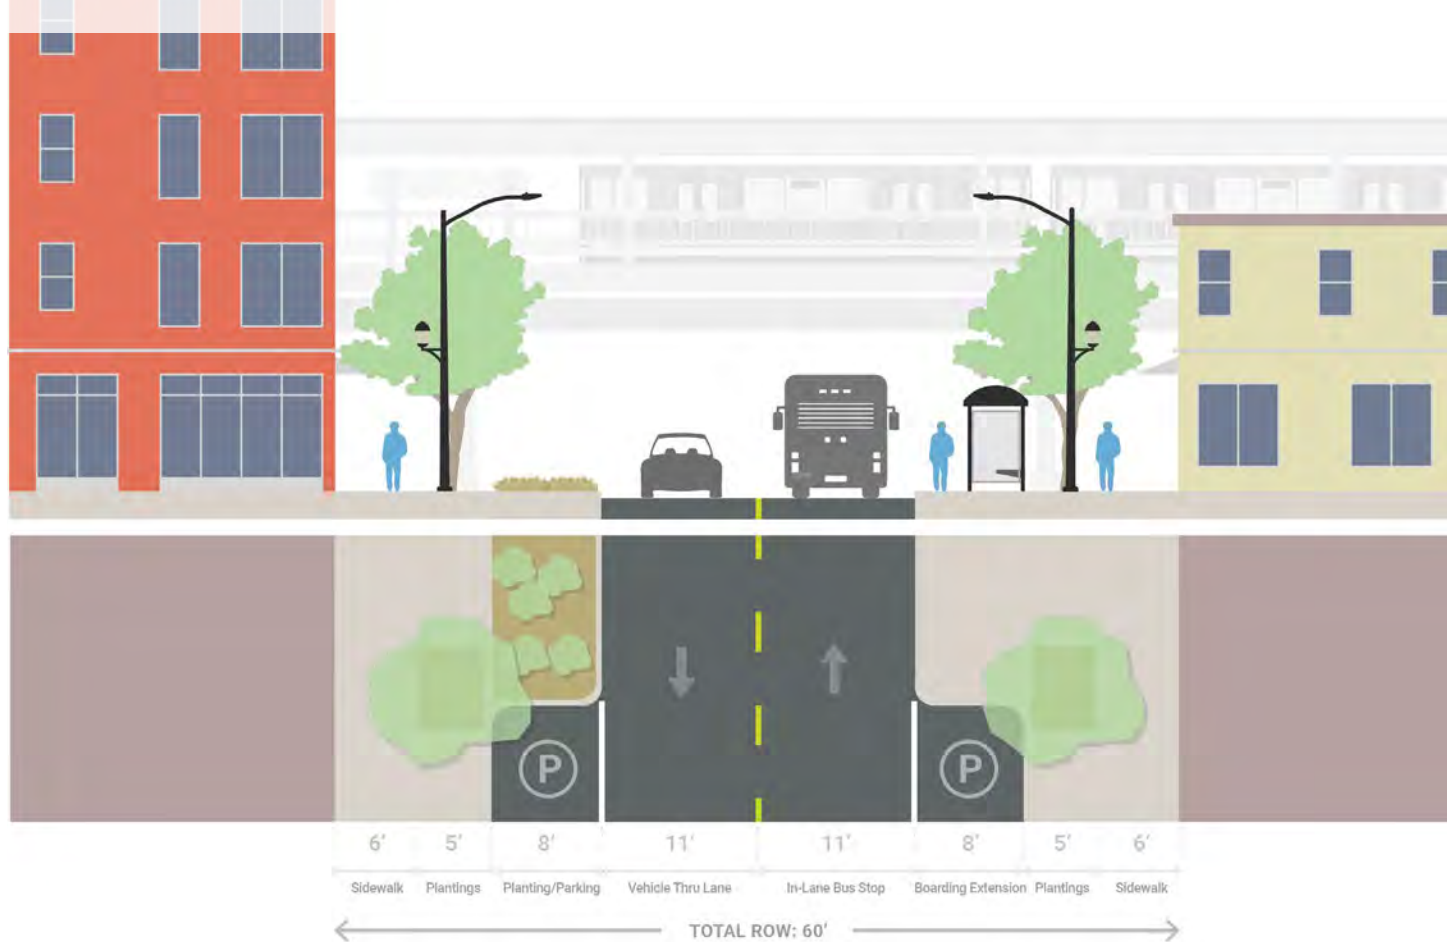 P
P
6' 5' 8' 11' 11' 8' 5' 6'
Sidewalk Plantings Planting/Parking Vehicle Thru Lane In-Lane Bus Stop Boarding Extension Plantings Sidewalk
TOTAL ROW: 60'